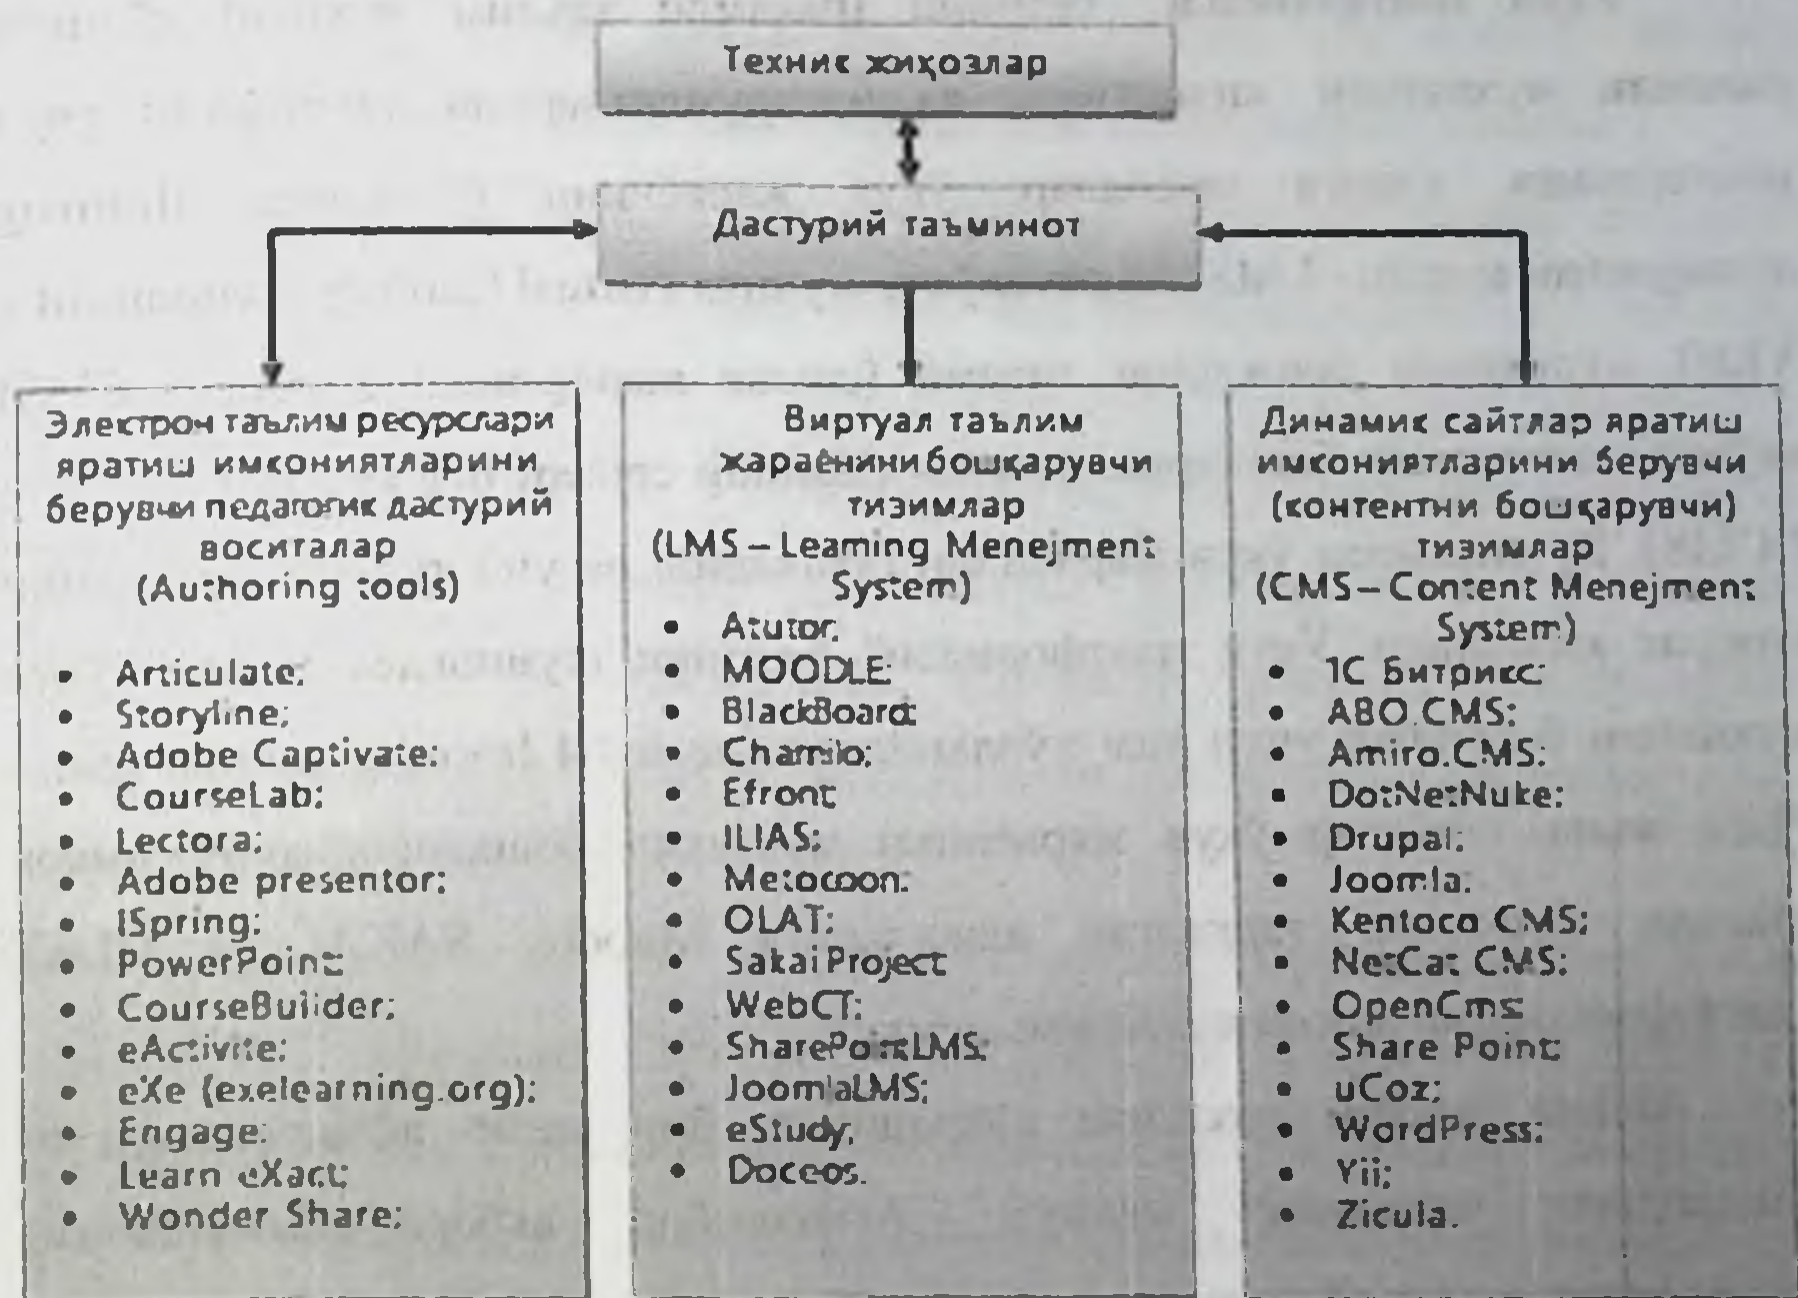 Техник жиҳозлар
Дастурий таъминот
Электрон таълим ресурслари
яратиш имкониятларини
берувчи педагогик дастурий
воситалар
(Authoring tools)
• Articulate;
• Storyline;
• Adobe Captivate;
• CourseLab;
• Lectora;
• Adobe presentor;
• ISpring;
• PowerPoint;
• CourseBuilder;
• eActivite;
• eXe (exelearning.org);
• Engage;
• Learn eXact;
• Wonder Share;
Виртуал таълим
жараёнини бошқарувчи
тизимлар
(LMS – Learning Menejment
System)
• Atutor;
• MOODLE;
• BlackBoard;
• Chamilo;
• Efront;
• ILIAS;
• Metocoon;
• OLAT;
• Sakai Project;
• WebCT;
• SharePointLMS;
• JoomlaLMS;
• eStudy;
• Doceos.
Динамик сайтлар яратиш
имкониятларини берувчи
(контентни бошқарувчи)
тизимлар
(CMS – Content Menejment
System)
• 1С Битрикс;
• ABO.CMS;
• Amiro.CMS;
• DotNetNuke;
• Drupal;
• Joomla;
• Kentoco CMS;
• NetCat CMS;
• OpenCms;
• Share Point;
• uCoz;
• WordPress;
• Yii;
• Zicula.